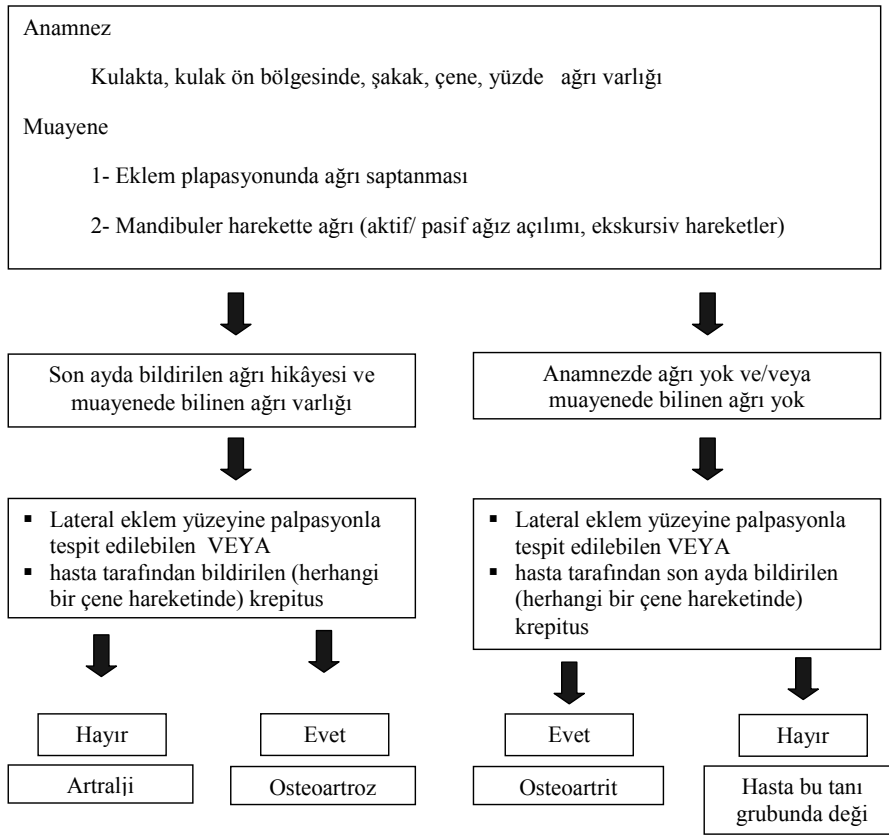 Anamnez
Kulakta, kulak ön bölgesinde, şakak, çene, yüzde ağrı varlığı
Muayene
1- Eklem plapasyonunda ağrı saptanması
2- Mandibuler harekette ağrı (aktif/ pasif ağız açılımı, ekskursiv hareketler)
Son ayda bildirilen ağrı hikâyesi ve
muayenede bilinen ağrı varlığı
Anamnezde ağrı yok ve/veya
muayenede bilinen ağrı yok
▪ Lateral eklem yüzeyine palpasyonla
tespit edilebilen VEYA
▪ hasta tarafından bildirilen (herhangi
bir çene hareketinde) krepitus
▪ Lateral eklem yüzeyine palpasyonla
tespit edilebilen VEYA
▪ hasta tarafından son ayda bildirilen
(herhangi bir çene hareketinde)
krepitus
Hayır
Evet
Evet
Hayır
Artralji
Osteoartroz
Osteoartrit
Hasta bu tanı
grubunda deği